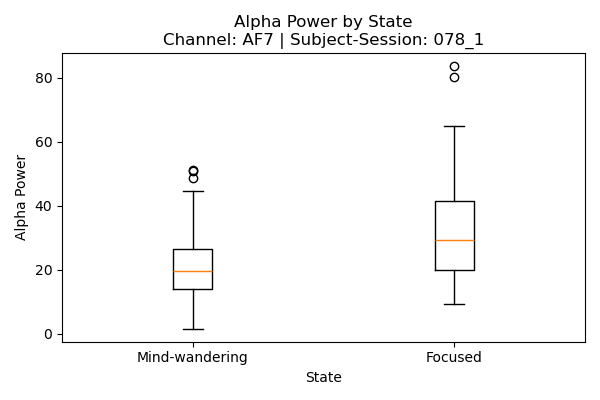 Alpha Power by State
Channel: AF7 | Subject-Session: 078_1
80
60
40
20
0
Alpha Power
Mind-wandering
Focused
State